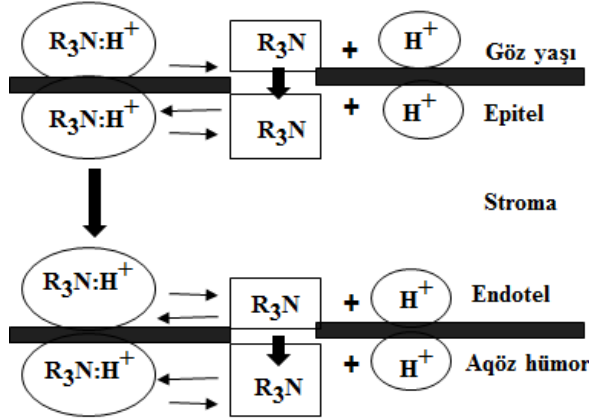 R3N:H+ R3N + H+ Göz yaşı
R3N:H+ R3N + H+ Epitel
Stroma
R3N:H+ R3N + H+ Endotel
R3N:H+ R3N + H+ Aqöz hümor